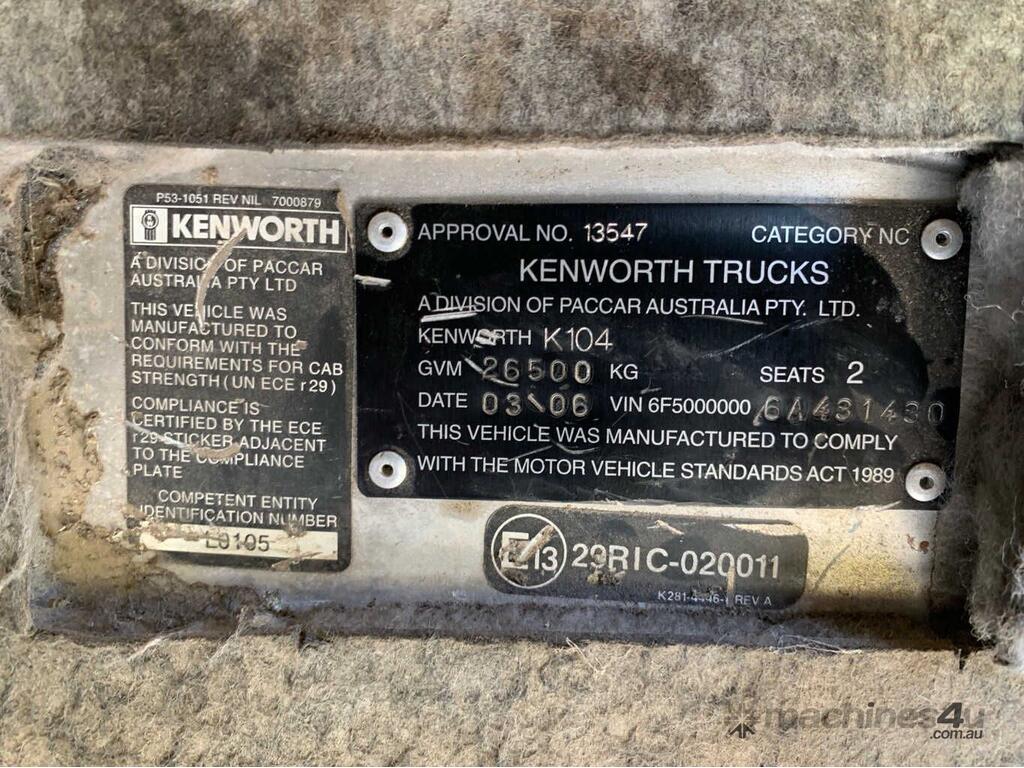 P53-1051 REV NIL 7000879
KENWORTH
A DIVISION OF PACCAR
AUSTRALIA PTY LTD
THIS VEHICLE WAS
MANUFACTURED TO
CONFORM WITH THE
REQUIREMENTS FOR CAB
STRENGTH (UN ECE r29)
COMPLIANCE IS
CERTIFIED BY THE ECE
r29 STICKER ADJACENT
TO THE COMPLIANCE
PLATE
COMPETENT ENTITY
IDENTIFICATION NUMBER
L0105
APPROVAL NO. 13547 CATEGORY NC
KENWORTH TRUCKS
A DIVISION OF PACCAR AUSTRALIA PTY. LTD.
KENWORTH K104
GVM 26500 KG SEATS 2
DATE 03\06 VIN 6F5000000 6A431430
THIS VEHICLE WAS MANUFACTURED TO COMPLY
WITH THE MOTOR VEHICLE STANDARDS ACT 1989
E13 29RIC-020011
REV A
machines4u
.com.au